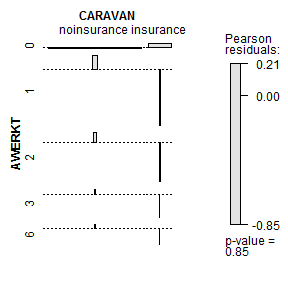 CARAVAN
noinsurance insurance
Pearson
residuals:
0.21
0.00
-0.85
p-value =
0.85
AWERKT
0
1
2
3
6